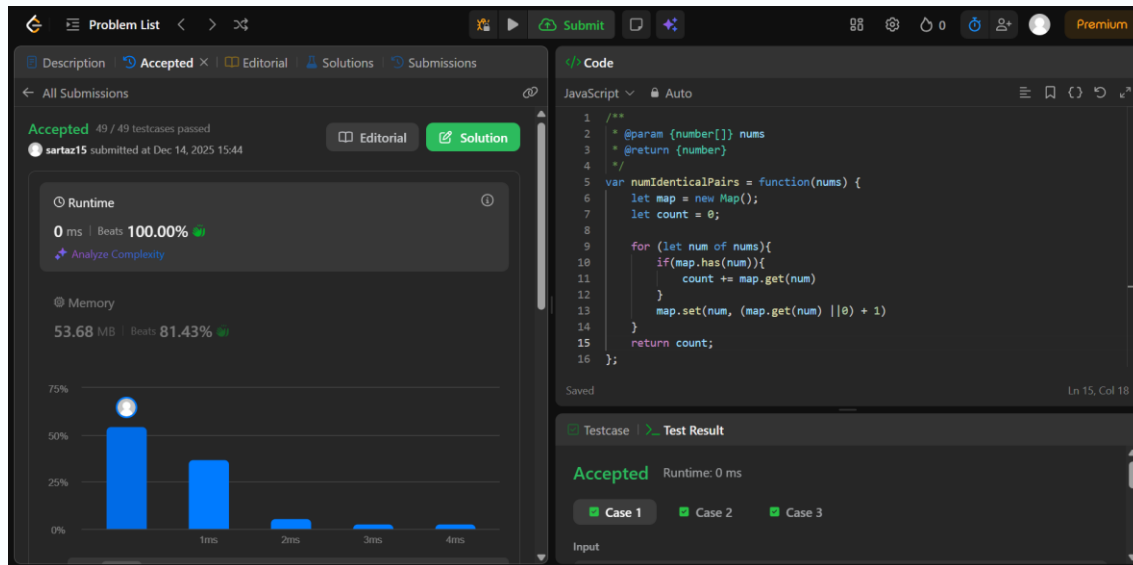 Problem List
Submit
0
Premium
Description
Accepted
Editorial
Solutions
Submissions
All Submissions
Accepted 49 / 49 testcases passed
sartaz15 submitted at Dec 14, 2025 15:44
Editorial
Solution
Runtime
0 ms | Beats 100.00%
Analyze Complexity
Memory
53.68 MB | Beats 81.43%
75%
50%
25%
0%
1ms 2ms 3ms 4ms
</> Code
JavaScript
Auto
1 /**
2 * @param {number[]} nums
3 * @return {number}
4 */
5 var numIdenticalPairs = function(nums) {
6 let map = new Map();
7 let count = 0;
8
9 for (let num of nums){
10 if(map.has(num)){
11 count += map.get(num)
12 }
13 map.set(num, (map.get(num) ||0) + 1)
14 }
15 return count;
16 };
Saved
Ln 15, Col 18
Testcase
>_ Test Result
Accepted Runtime: 0 ms
Case 1 Case 2 Case 3
Input